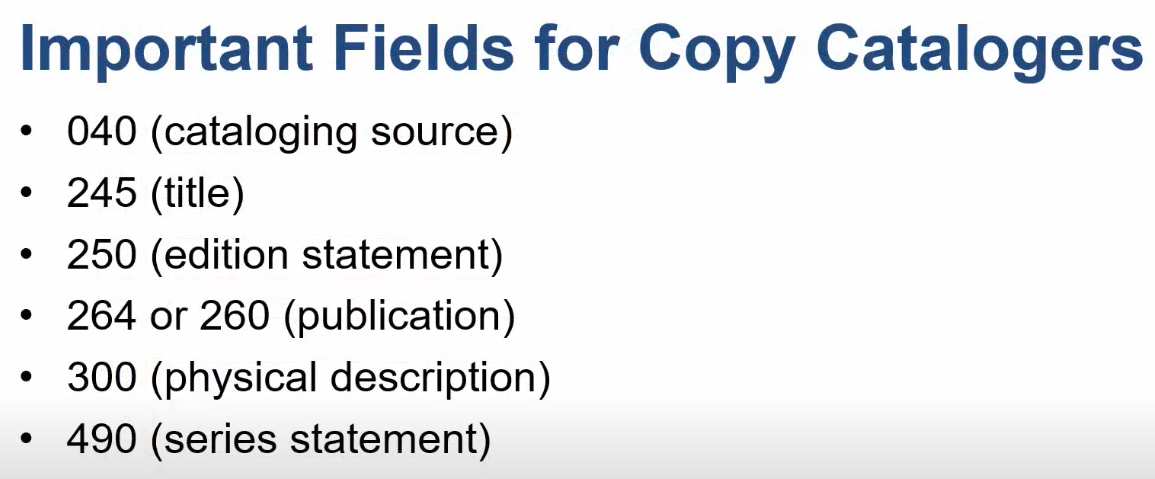 Important Fields for Copy Catalogers
• 040 (cataloging source)
• 245 (title)
• 250 (edition statement)
• 264 or 260 (publication)
• 300 (physical description)
• 490 (series statement)